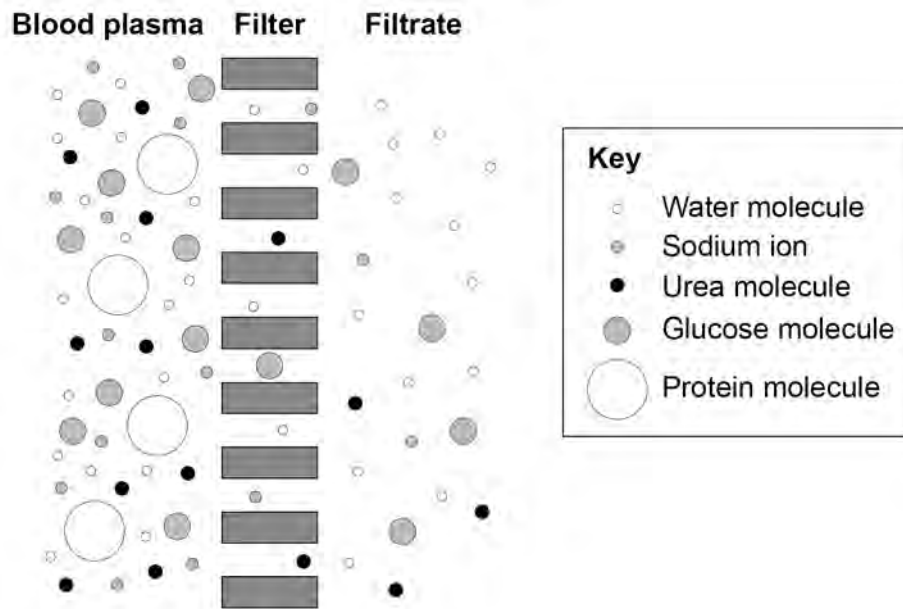 Blood plasma Filter Filtrate
Key
Water molecule
Sodium ion
Urea molecule
Glucose molecule
Protein molecule